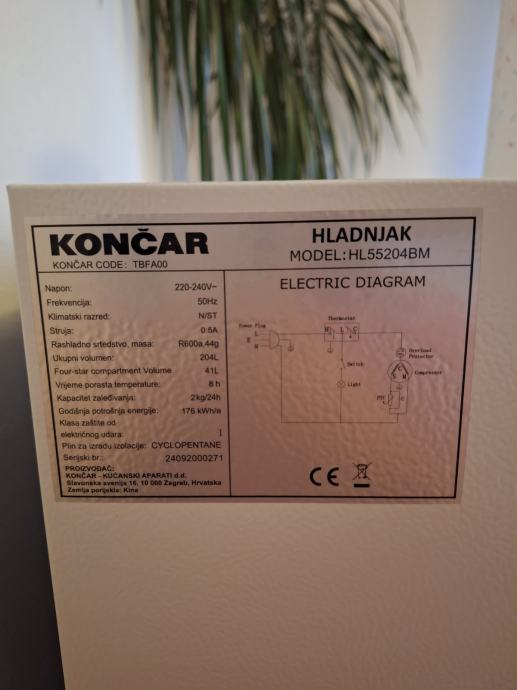 KONČAR
KONČAR CODE: TBFA00
HLADNJAK
MODEL:HL55204BM
Napon: 220-240V~
Frekvencija: 50Hz
Klimatski razred: N/ST
Struja: 0.5A
Rashladno srtedstvo, masa: R600a,44g
Ukupni volumen: 204L
Four-star compartment Volume 41L
Vrijeme porasta temperature: 8 h
Kapacitet zaleđivanja: 2kg/24h
Godišnja potrošnja energije: 176 kWh/a
Klasa zaštite od
električnog udara: I
Plin za izradu izolacije: CYCLOPENTANE
Serijski br.: 24092000271
PROIZVOĐAČ:
KONČAR - KUĆANSKI APARATI d.d.
Slavonska avenija 16, 10 000 Zagreb, Hrvatska
Zemlja porijekla: Kina
ELECTRIC DIAGRAM
Thermostat
Power Plug
L
E
N
Switch
Light
Overload
Protector
Compressor
PTC
CE